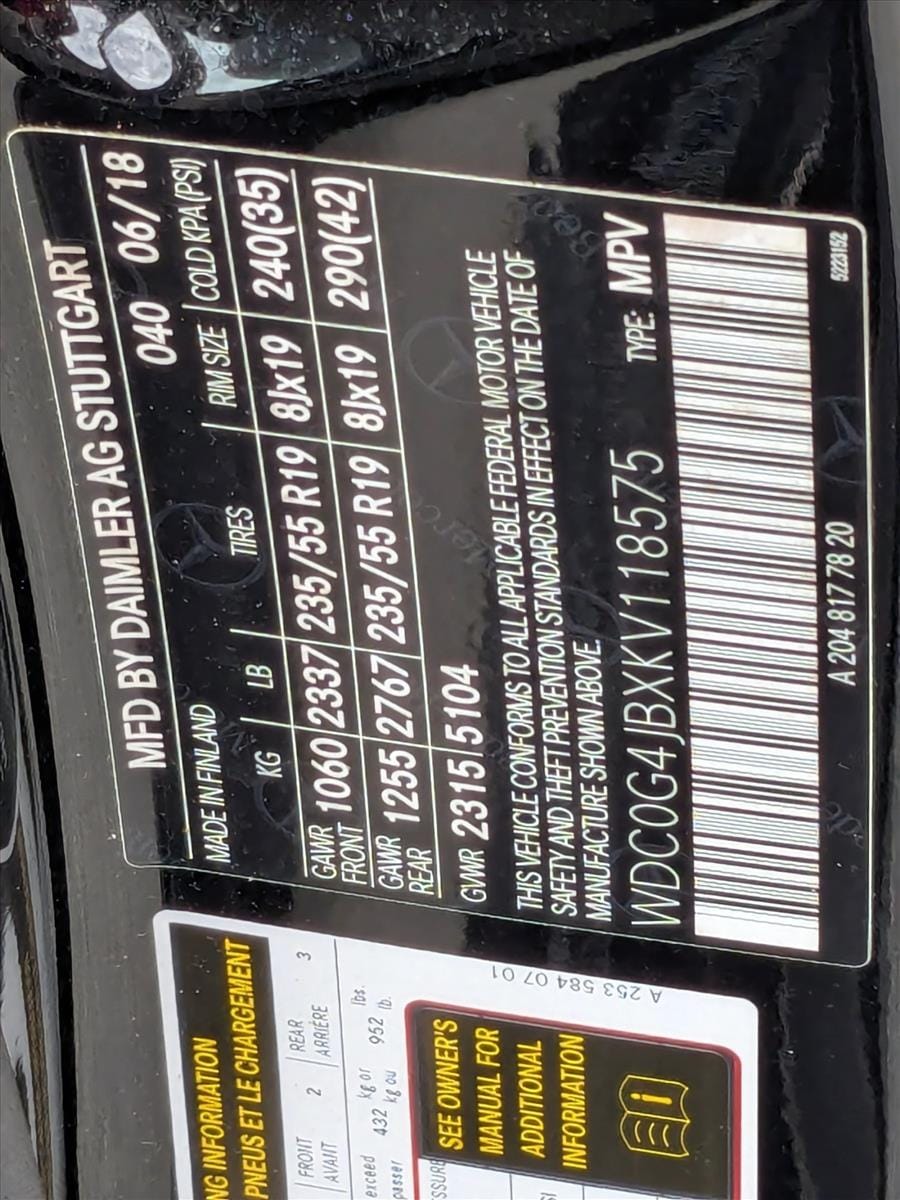 MFD BY DAIMLER AG STUTTGART
040 06/18
MADE IN FINLAND
KG LB TIRES RIM SIZE COLD KPA(PSI)
GAWR FRONT 1060 2337 235/55 R19 8Jx19 240(35)
GAWR REAR 1255 2767 235/55 R19 8Jx19 290(42)
GVWR 2315 5104
THIS VEHICLE CONFORMS TO ALL APPLICABLE FEDERAL MOTOR VEHICLE
SAFETY AND THEFT PREVENTION STANDARDS IN EFFECT ON THE DATE OF
MANUFACTURE SHOWN ABOVE.
WDC0G4JBXKV118575 TYPE: MPV
A 204 817 78 20
5223152
NG INFORMATION
PNEUS ET LE CHARGEMENT
FRONT 2 REAR 3
AVANT ARRIÈRE
exceed 432 kg or 952 lbs.
kg ou lb.
SEE OWNER'S
MANUAL FOR
ADDITIONAL
INFORMATION
A 253 584 07 01